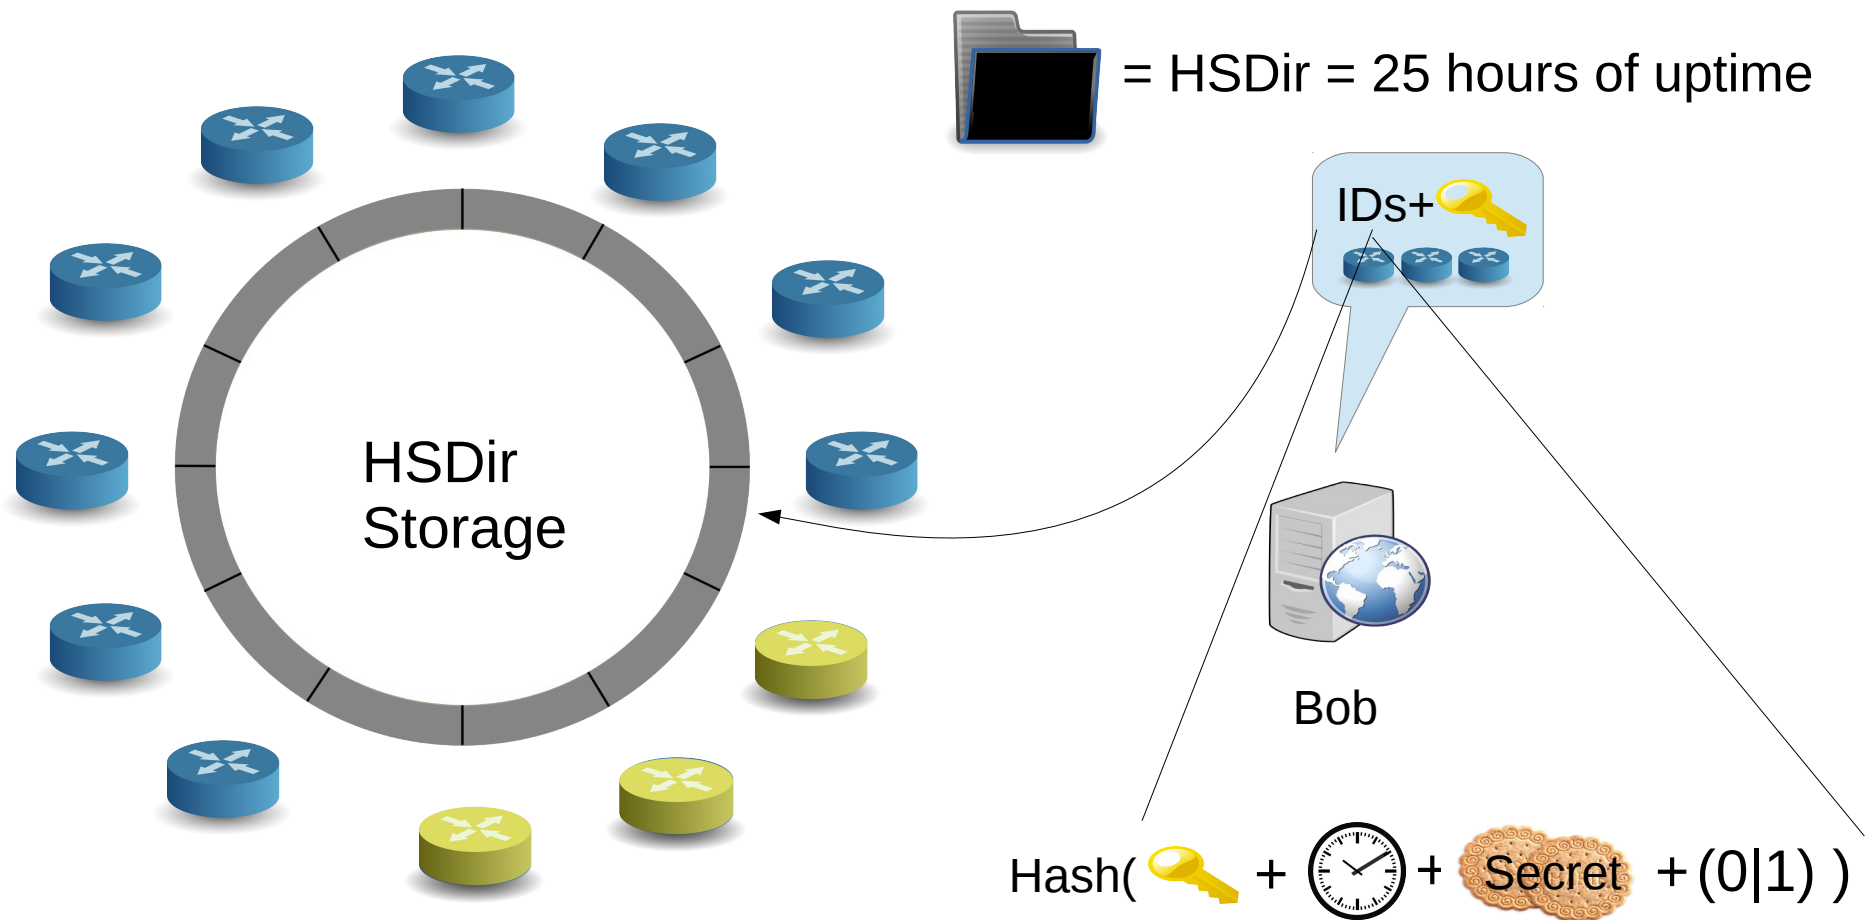 = HSDir = 25 hours of uptime
IDs+
HSDir
Storage
Bob
Hash( + + Secret + (0|1) )